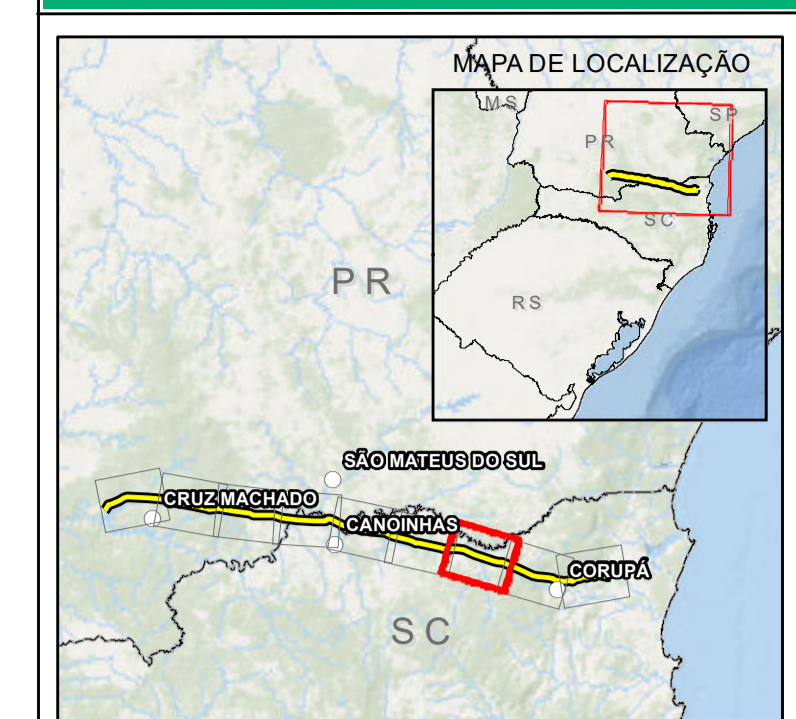 MAPA DE LOCALIZAÇÃO
MS
SP
PR
SC
RS
PR
SÃO MATEUS DO SUL
CRUZ MACHADO
CANOINHAS
CORUPÁ
SC